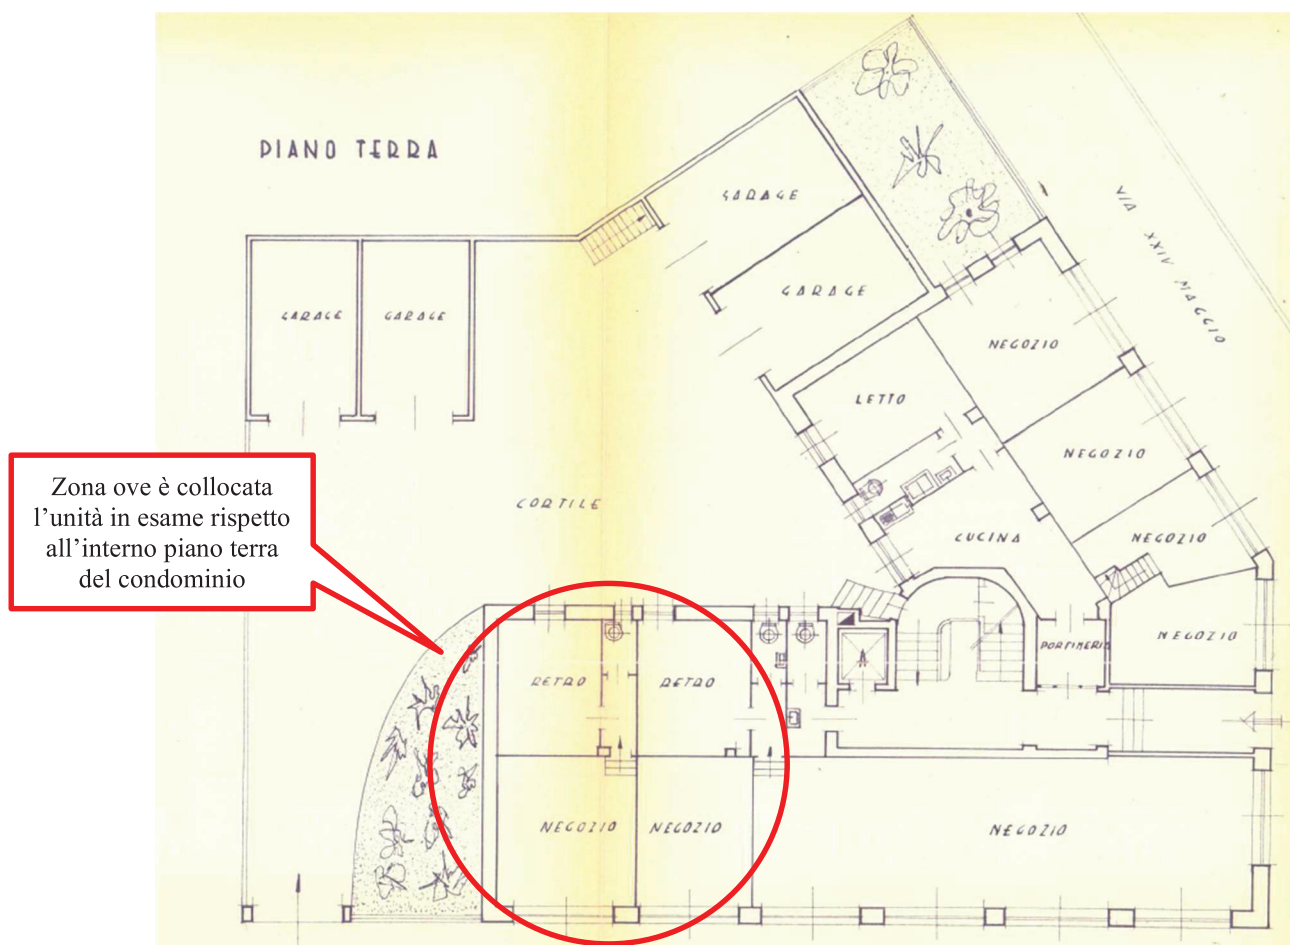 PIANO TERRA
GARAGE
GARAGE
VIA XXIV MAGGIO
GARAGE
GARAGE
NEGOZIO
LETTO
NEGOZIO
Zona ove è collocata
l'unità in esame rispetto
all'interno piano terra
del condominio
CORTILE
CUCINA
NEGOZIO
NEGOZIO
PORTINERIA
RETRO
RETRO
NEGOZIO
NEGOZIO
NEGOZIO